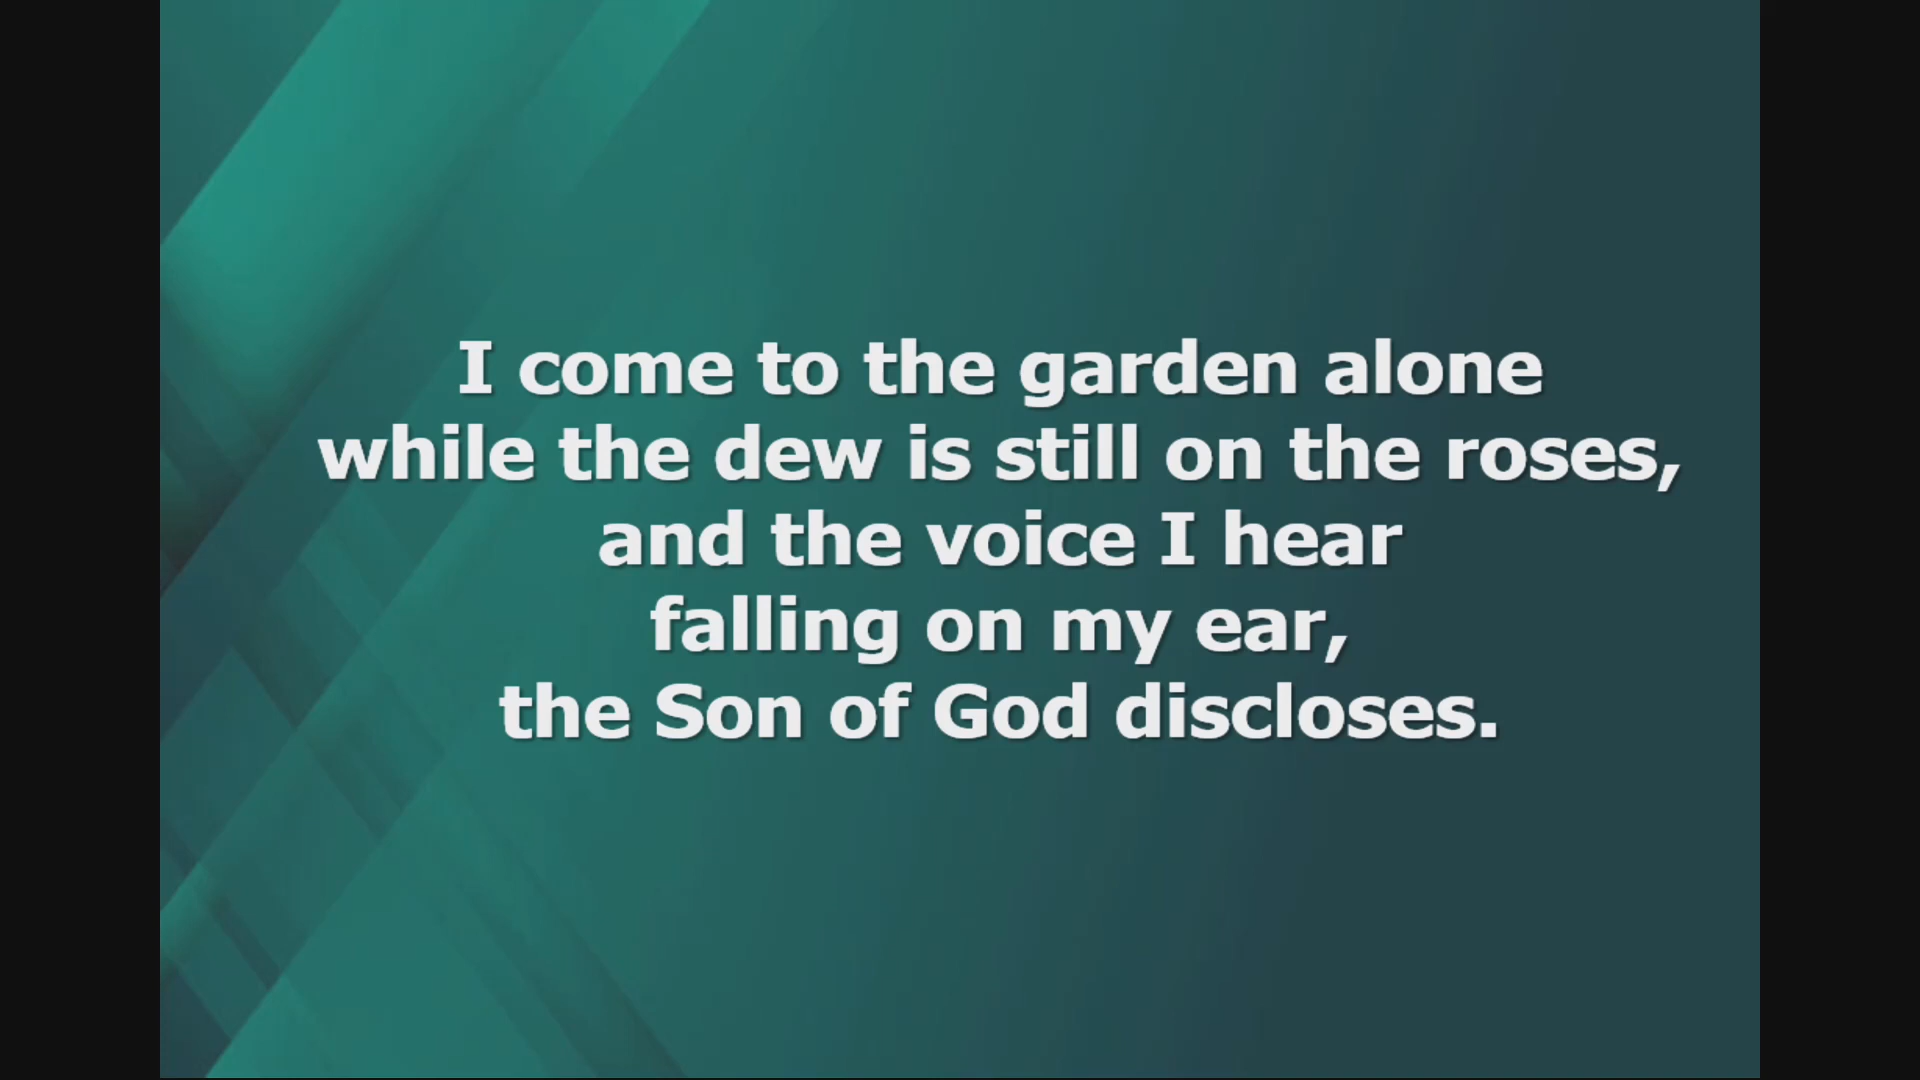 I come to the garden alone
while the dew is still on the roses,
and the voice I hear
falling on my ear,
the Son of God discloses.